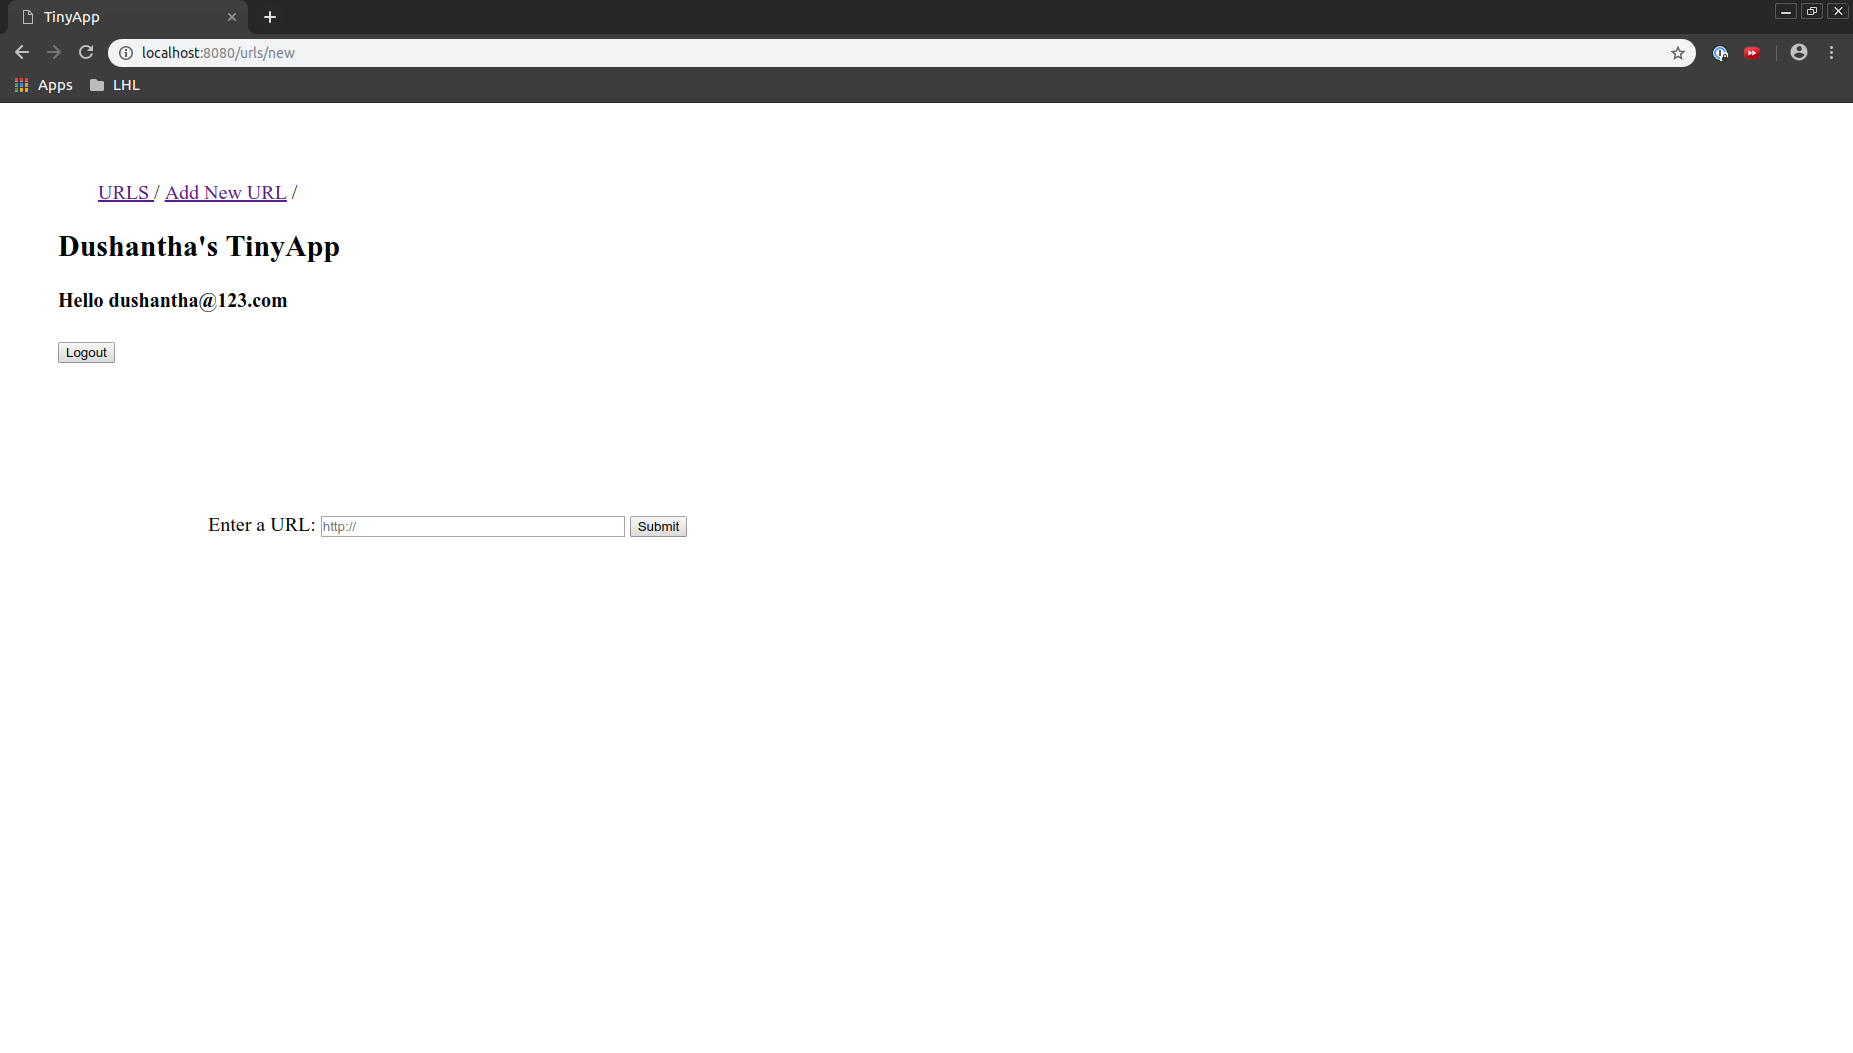 TinyApp
localhost:8080/urls/new
Apps LHL
URLS / Add New URL /
Dushantha's TinyApp
Hello dushantha@123.com
Logout
Enter a URL: http:// Submit